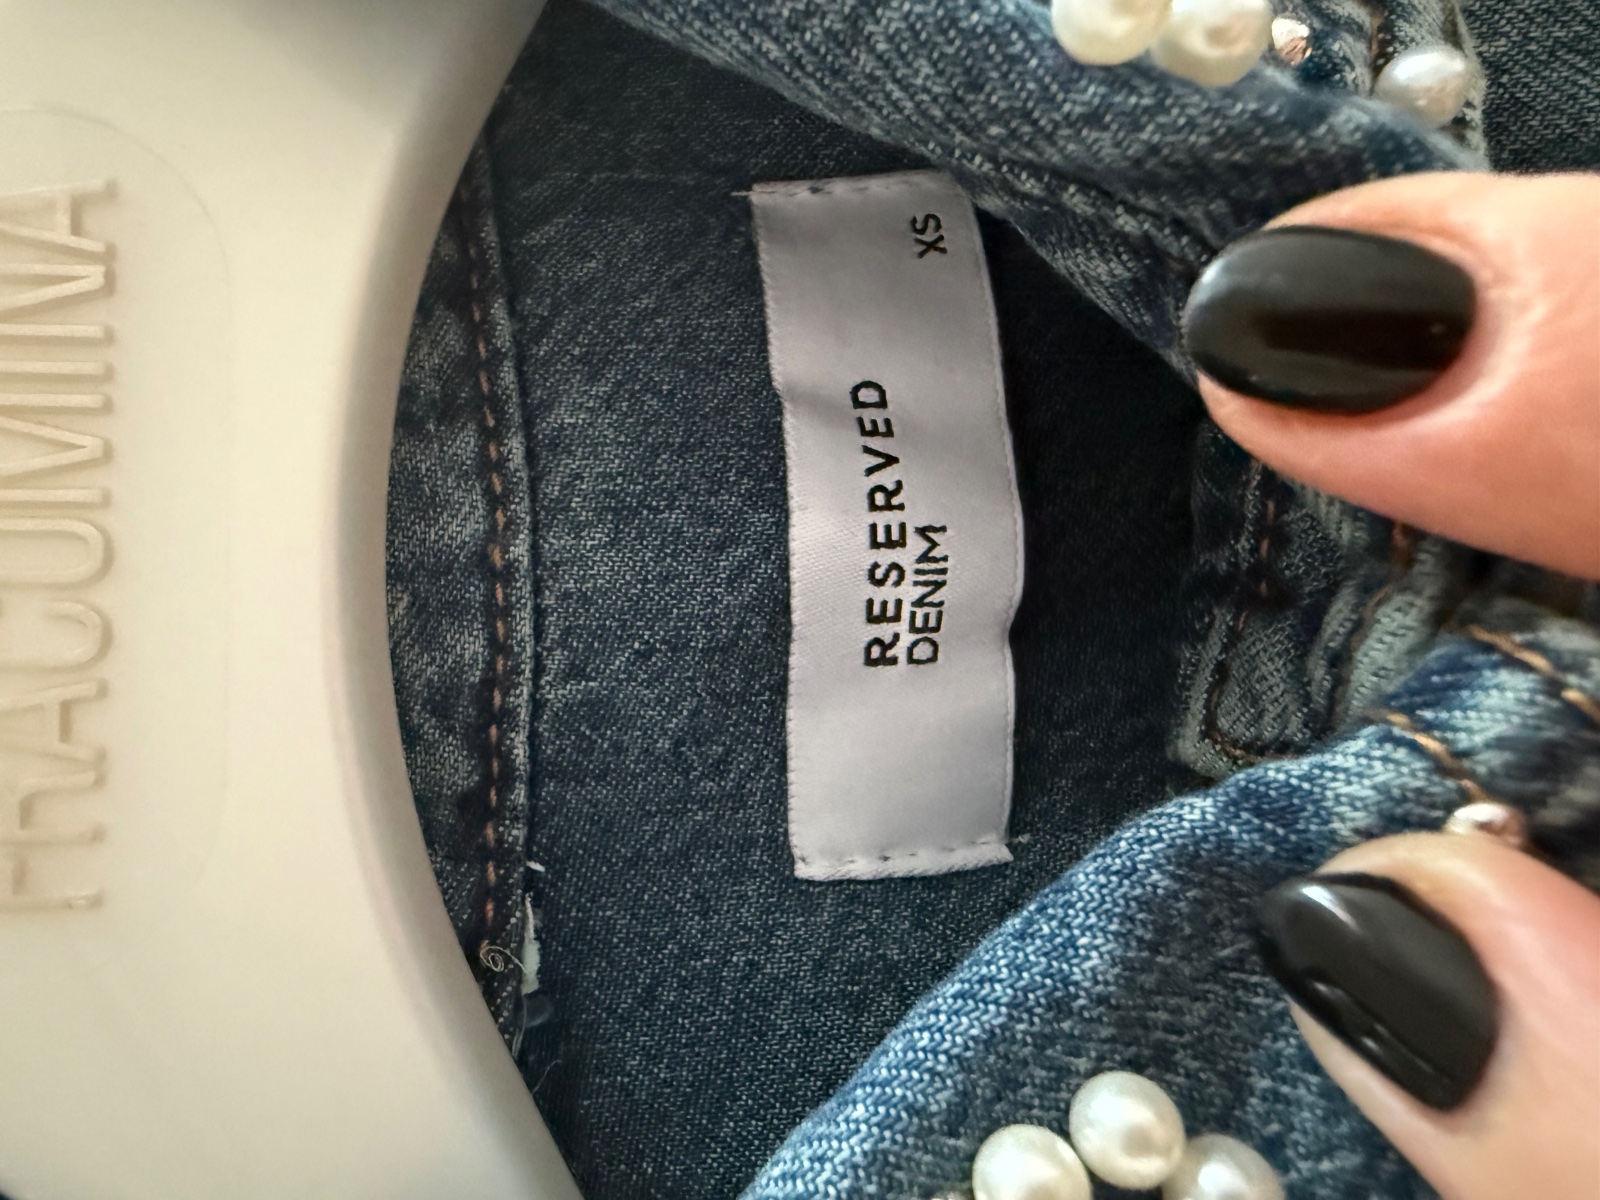 FRACOMINA
RESERVED
DENIM
XS